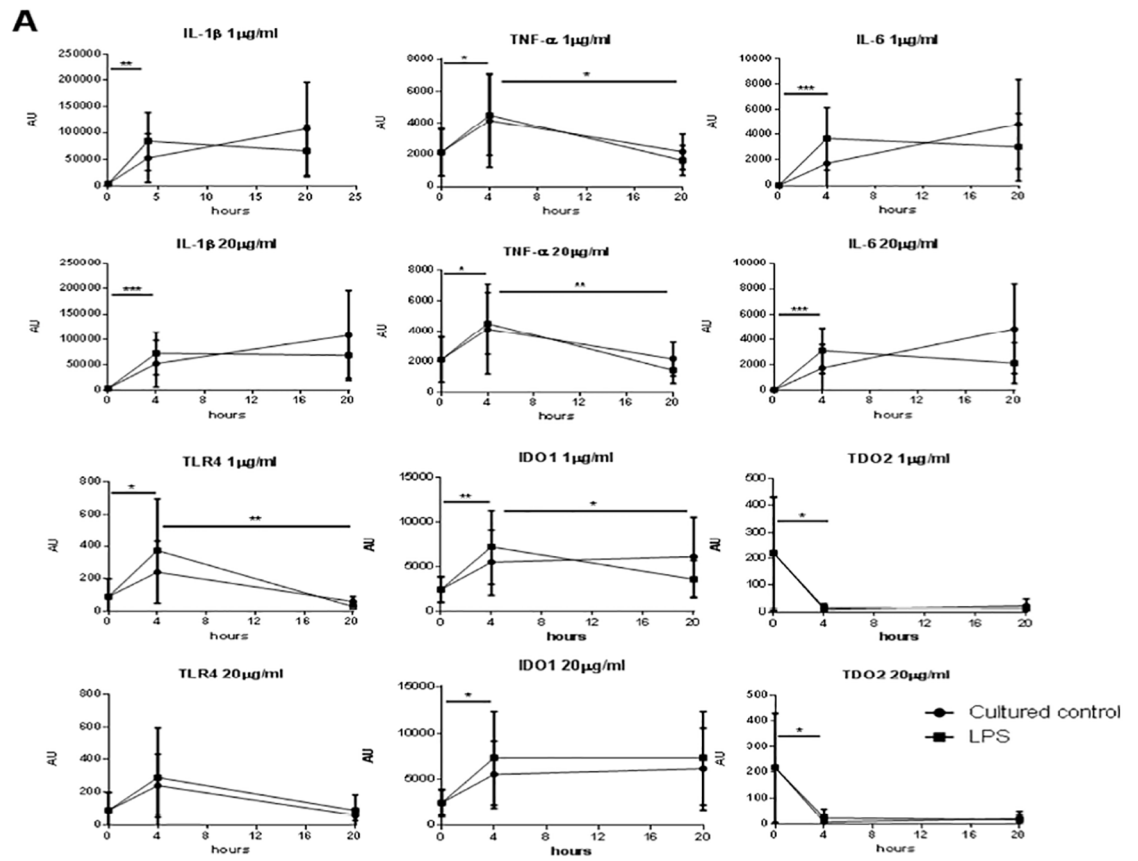 A
IL-1β 1µg/ml
250000
200000
150000
100000
50000
0
AU
**
0 5 10 15 20 25
hours
TNF-α 1µg/ml
8000
6000
4000
2000
0
AU
*
*
0 4 8 12 16 20
hours
IL-6 1µg/ml
10000
8000
6000
4000
2000
0
AU
***
0 4 8 12 16 20
hours
IL-1β 20µg/ml
250000
200000
150000
100000
50000
0
AU
***
0 4 8 12 16 20
hours
TNF-α 20µg/ml
8000
6000
4000
2000
0
AU
*
**
0 4 8 12 16 20
hours
IL-6 20µg/ml
10000
8000
6000
4000
2000
0
AU
***
0 4 8 12 16 20
hours
TLR4 1µg/ml
800
600
400
200
0
AU
*
**
0 4 8 12 16 20
hours
IDO1 1µg/ml
15000
10000
5000
0
AU
**
*
0 4 8 12 16 20
hours
TDO2 1µg/ml
500
400
300
200
100
0
AU
*
0 4 8 12 16 20
hours
TLR4 20µg/ml
800
600
400
200
0
AU
0 4 8 12 16 20
hours
IDO1 20µg/ml
15000
10000
5000
0
AU
*
0 4 8 12 16 20
hours
TDO2 20µg/ml
500
400
300
200
100
0
AU
*
0 4 8 12 16 20
hours
Cultured control
LPS